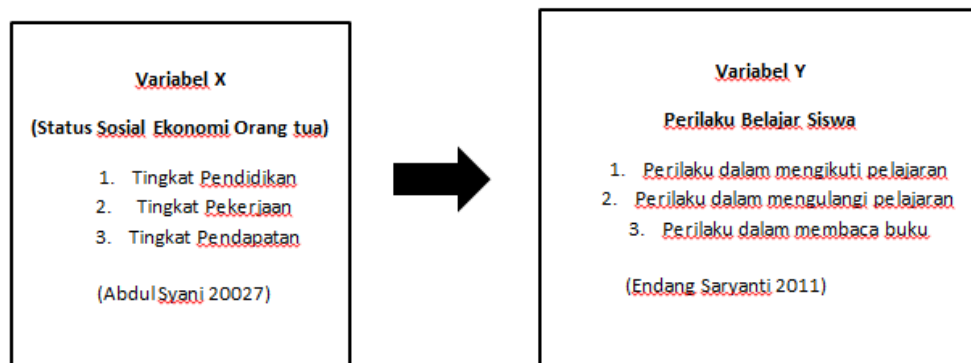 Variabel X
(Status Sosial Ekonomi Orang tua)
1. Tingkat Pendidikan
2. Tingkat Pekerjaan
3. Tingkat Pendapatan
(Abdul Syani 20027)
Variabel Y
Perilaku Belajar Siswa
1. Perilaku dalam mengikuti pelajaran
2. Perilaku dalam mengulangi pelajaran
3. Perilaku dalam membaca buku
(Endang Saryanti 2011)